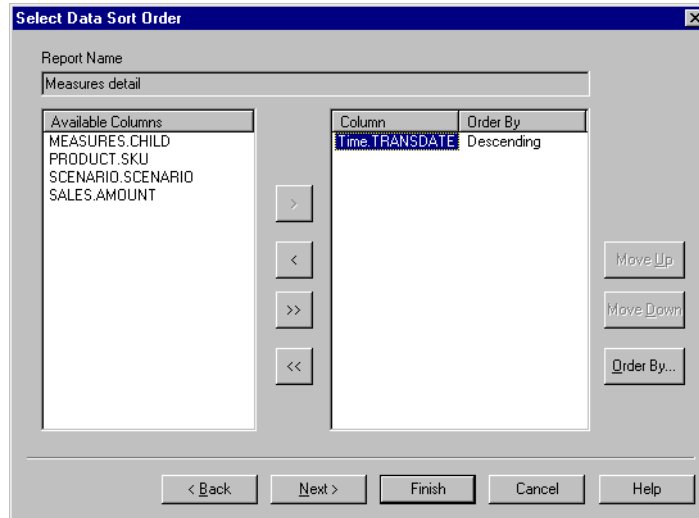 Select Data Sort Order
Report Name
Measures detail
Available Columns
MEASURES.CHILD
PRODUCT.SKU
SCENARIO.SCENARIO
SALES.AMOUNT
>
<
>>
<<
Column Order By
Time.TRANSDATE Descending
Move Up
Move Down
Order By...
< Back Next > Finish Cancel Help